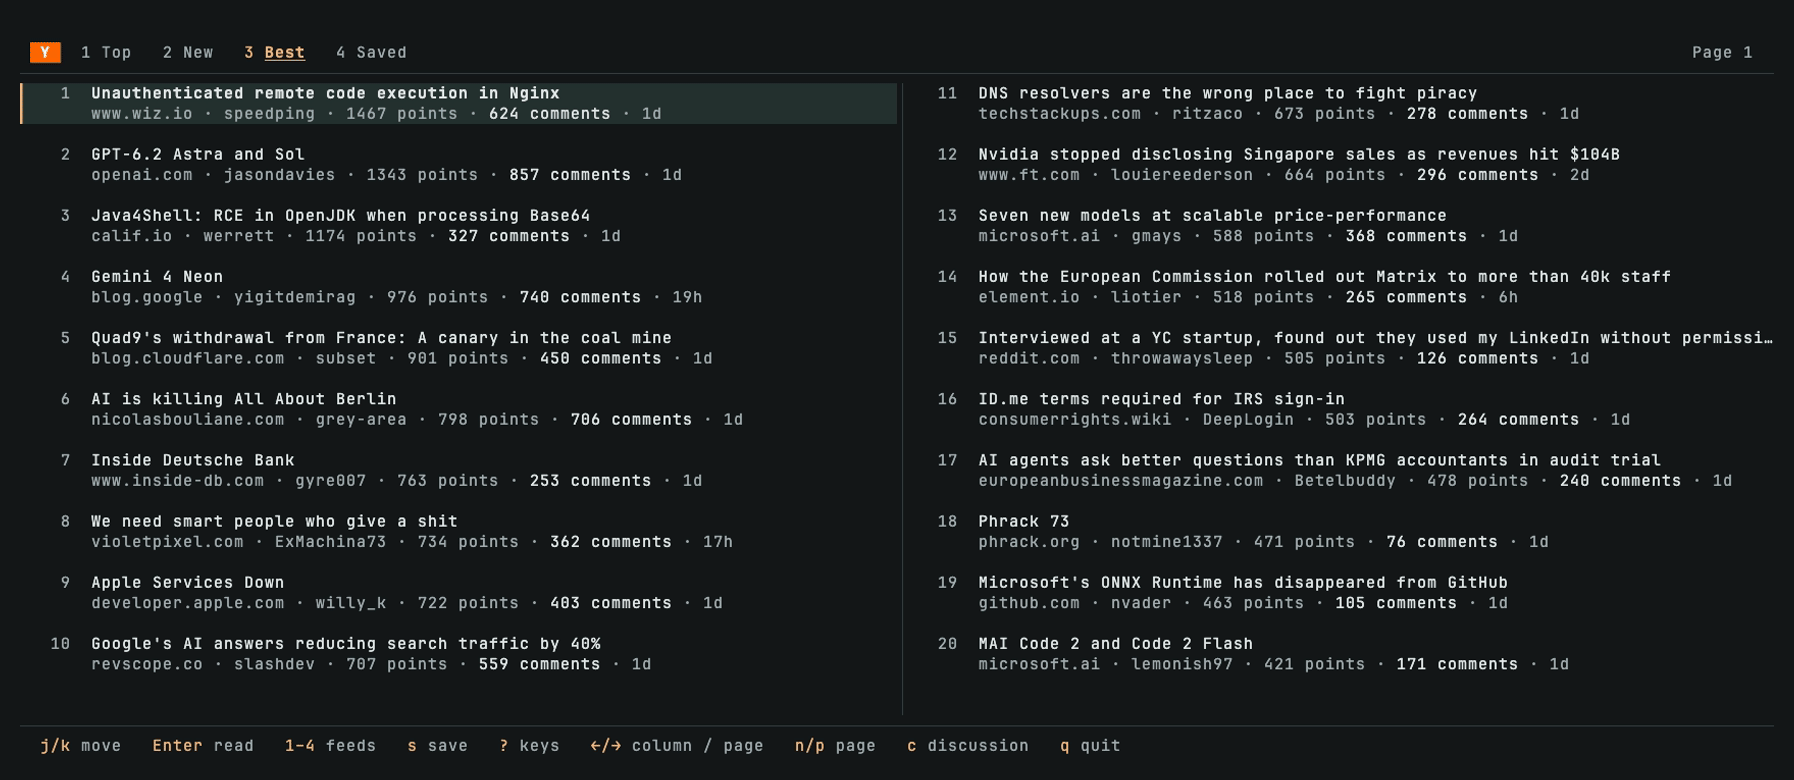 Y 1 Top 2 New 3 Best 4 Saved Page 1
1 Unauthenticated remote code execution in Nginx
www.wiz.io · speedping · 1467 points · 624 comments · 1d
2 GPT-6.2 Astra and Sol
openai.com · jasondavies · 1343 points · 857 comments · 1d
3 Java4Shell: RCE in OpenJDK when processing Base64
calif.io · werrett · 1174 points · 327 comments · 1d
4 Gemini 4 Neon
blog.google · yigitdemirag · 976 points · 740 comments · 19h
5 Quad9's withdrawal from France: A canary in the coal mine
blog.cloudflare.com · subset · 901 points · 450 comments · 1d
6 AI is killing All About Berlin
nicolasbouliane.com · grey-area · 798 points · 706 comments · 1d
7 Inside Deutsche Bank
www.inside-db.com · gyre007 · 763 points · 253 comments · 1d
8 We need smart people who give a shit
violetpixel.com · ExMachina73 · 734 points · 362 comments · 17h
9 Apple Services Down
developer.apple.com · willy_k · 722 points · 403 comments · 1d
10 Google's AI answers reducing search traffic by 40%
revscope.co · slashdev · 707 points · 559 comments · 1d
11 DNS resolvers are the wrong place to fight piracy
techstackups.com · ritzaco · 673 points · 278 comments · 1d
12 Nvidia stopped disclosing Singapore sales as revenues hit $104B
www.ft.com · louiereederson · 664 points · 296 comments · 2d
13 Seven new models at scalable price-performance
microsoft.ai · gmays · 588 points · 368 comments · 1d
14 How the European Commission rolled out Matrix to more than 40k staff
element.io · liotier · 518 points · 265 comments · 6h
15 Interviewed at a YC startup, found out they used my LinkedIn without permissi…
reddit.com · throwawaysleep · 505 points · 126 comments · 1d
16 ID.me terms required for IRS sign-in
consumerrights.wiki · DeepLogin · 503 points · 264 comments · 1d
17 AI agents ask better questions than KPMG accountants in audit trial
europeanbusinessmagazine.com · Betelbuddy · 478 points · 240 comments · 1d
18 Phrack 73
phrack.org · notmine1337 · 471 points · 76 comments · 1d
19 Microsoft's ONNX Runtime has disappeared from GitHub
github.com · nvader · 463 points · 105 comments · 1d
20 MAI Code 2 and Code 2 Flash
microsoft.ai · lemonish97 · 421 points · 171 comments · 1d
j/k move Enter read 1–4 feeds s save ? keys ←/→ column / page n/p page c discussion q quit